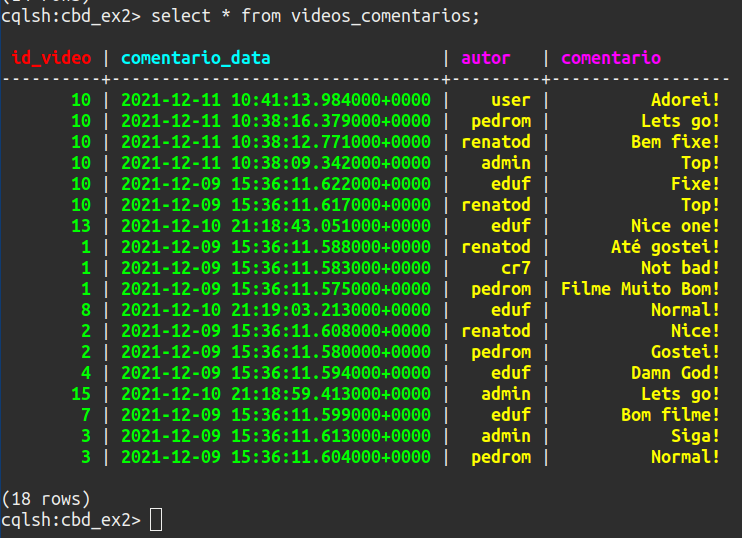 cqlsh:cbd_ex2> select * from videos_comentarios;
id_video | comentario_data | autor | comentario
----------+---------------------------------+---------+------------------
10 | 2021-12-11 10:41:13.984000+0000 | user | Adorei!
10 | 2021-12-11 10:38:16.379000+0000 | pedrom | Lets go!
10 | 2021-12-11 10:38:12.771000+0000 | renatod | Bem fixe!
10 | 2021-12-11 10:38:09.342000+0000 | admin | Top!
10 | 2021-12-09 15:36:11.622000+0000 | eduf | Fixe!
10 | 2021-12-09 15:36:11.617000+0000 | renatod | Top!
13 | 2021-12-10 21:18:43.051000+0000 | eduf | Nice one!
1 | 2021-12-09 15:36:11.588000+0000 | renatod | Até gostei!
1 | 2021-12-09 15:36:11.583000+0000 | cr7 | Not bad!
1 | 2021-12-09 15:36:11.575000+0000 | pedrom | Filme Muito Bom!
8 | 2021-12-10 21:19:03.213000+0000 | eduf | Normal!
2 | 2021-12-09 15:36:11.608000+0000 | renatod | Nice!
2 | 2021-12-09 15:36:11.580000+0000 | pedrom | Gostei!
4 | 2021-12-09 15:36:11.594000+0000 | eduf | Damn God!
15 | 2021-12-10 21:18:59.413000+0000 | admin | Lets go!
7 | 2021-12-09 15:36:11.599000+0000 | eduf | Bom filme!
3 | 2021-12-09 15:36:11.613000+0000 | admin | Siga!
3 | 2021-12-09 15:36:11.604000+0000 | pedrom | Normal!
(18 rows)
cqlsh:cbd_ex2>